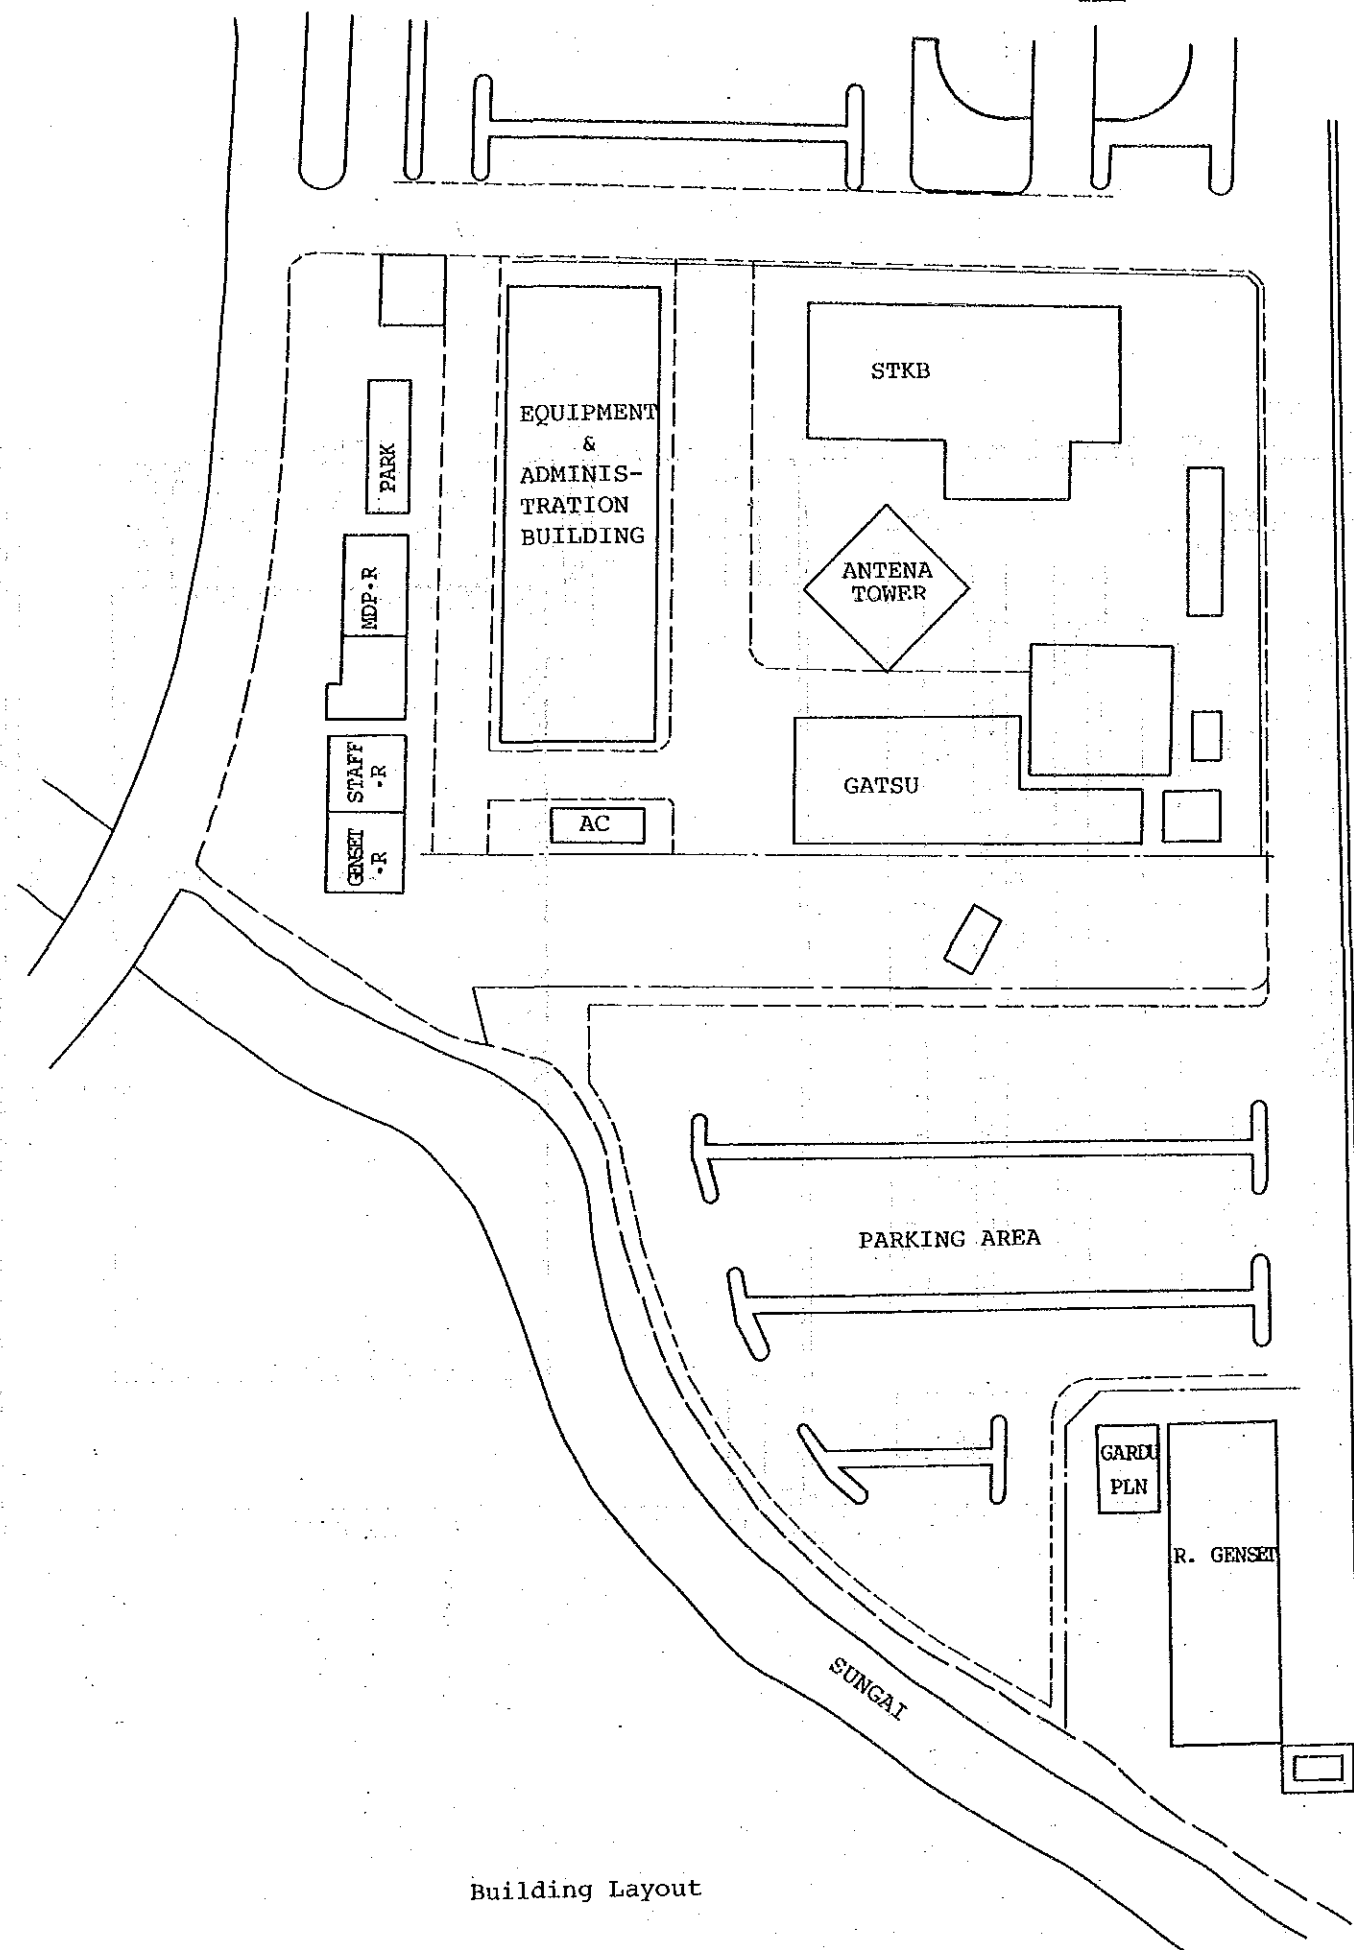 STKB
EQUIPMENT
&
ADMINIS-
TRATION
BUILDING
PARK
ANTENA
TOWER
MDP·R
STAFF
·R
GATSU
AC
GENSET
·R
PARKING AREA
GARDU
PLN
R. GENSET
SUNGAI
Building Layout